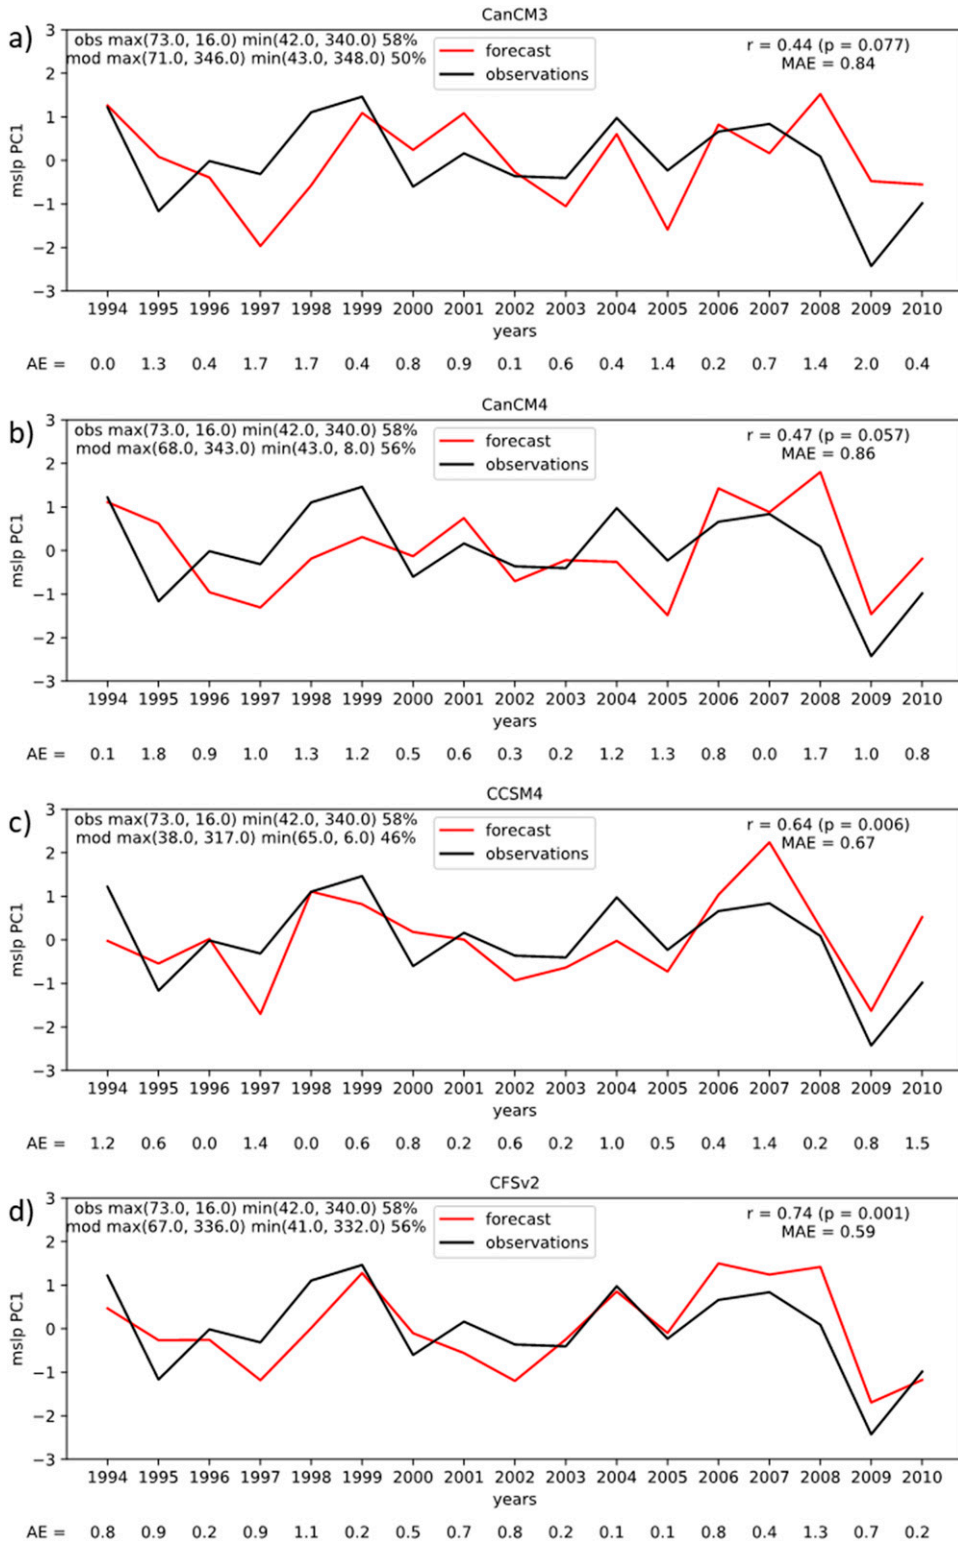 CanCM3
a)
obs max(73.0, 16.0) min(42.0, 340.0) 58%
mod max(71.0, 346.0) min(43.0, 348.0) 50%
forecast
observations
r = 0.44 (p = 0.077)
MAE = 0.84
mslp PC1
3
2
1
0
−1
−2
−3
1994 1995 1996 1997 1998 1999 2000 2001 2002 2003 2004 2005 2006 2007 2008 2009 2010
years
AE = 0.0 1.3 0.4 1.7 1.7 0.4 0.8 0.9 0.1 0.6 0.4 1.4 0.2 0.7 1.4 2.0 0.4
CanCM4
b)
obs max(73.0, 16.0) min(42.0, 340.0) 58%
mod max(68.0, 343.0) min(43.0, 8.0) 56%
forecast
observations
r = 0.47 (p = 0.057)
MAE = 0.86
mslp PC1
3
2
1
0
−1
−2
−3
1994 1995 1996 1997 1998 1999 2000 2001 2002 2003 2004 2005 2006 2007 2008 2009 2010
years
AE = 0.1 1.8 0.9 1.0 1.3 1.2 0.5 0.6 0.3 0.2 1.2 1.3 0.8 0.0 1.7 1.0 0.8
CCSM4
c)
obs max(73.0, 16.0) min(42.0, 340.0) 58%
mod max(38.0, 317.0) min(65.0, 6.0) 46%
forecast
observations
r = 0.64 (p = 0.006)
MAE = 0.67
mslp PC1
3
2
1
0
−1
−2
−3
1994 1995 1996 1997 1998 1999 2000 2001 2002 2003 2004 2005 2006 2007 2008 2009 2010
years
AE = 1.2 0.6 0.0 1.4 0.0 0.6 0.8 0.2 0.6 0.2 1.0 0.5 0.4 1.4 0.2 0.8 1.5
CFSv2
d)
obs max(73.0, 16.0) min(42.0, 340.0) 58%
mod max(67.0, 336.0) min(41.0, 332.0) 56%
forecast
observations
r = 0.74 (p = 0.001)
MAE = 0.59
mslp PC1
3
2
1
0
−1
−2
−3
1994 1995 1996 1997 1998 1999 2000 2001 2002 2003 2004 2005 2006 2007 2008 2009 2010
years
AE = 0.8 0.9 0.2 0.9 1.1 0.2 0.5 0.7 0.8 0.2 0.1 0.1 0.8 0.4 1.3 0.7 0.2